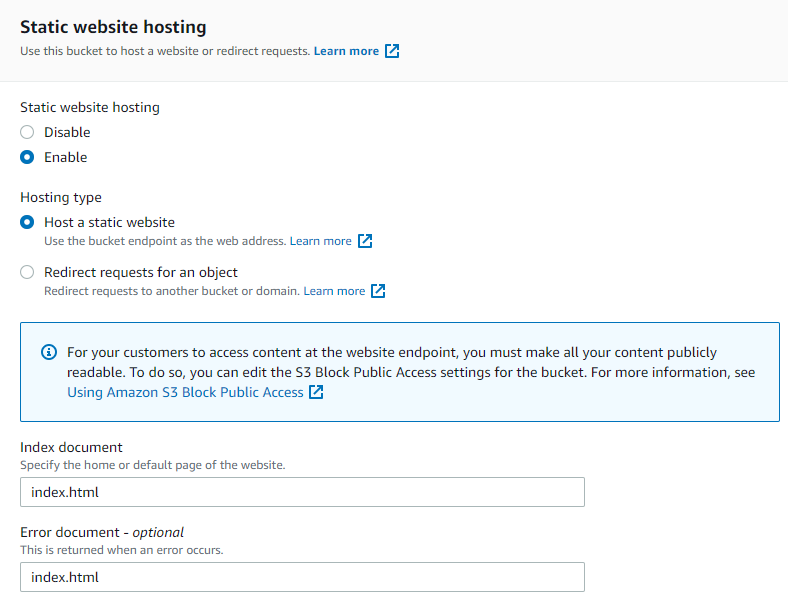 Static website hosting
Use this bucket to host a website or redirect requests. Learn more
Static website hosting
Disable
Enable
Hosting type
Host a static website
Use the bucket endpoint as the web address. Learn more
Redirect requests for an object
Redirect requests to another bucket or domain. Learn more
For your customers to access content at the website endpoint, you must make all your content publicly
readable. To do so, you can edit the S3 Block Public Access settings for the bucket. For more information, see
Using Amazon S3 Block Public Access
Index document
Specify the home or default page of the website.
index.html
Error document - optional
This is returned when an error occurs.
index.html